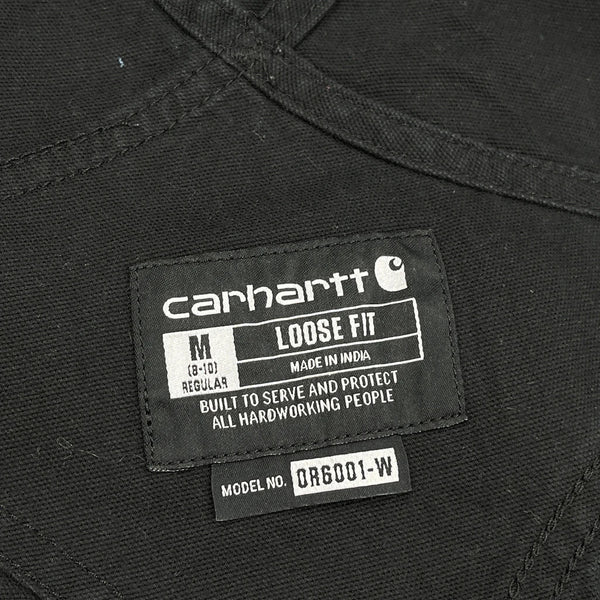 carhartt
M
(8-10)
REGULAR
LOOSE FIT
MADE IN INDIA
BUILT TO SERVE AND PROTECT
ALL HARDWORKING PEOPLE
MODEL NO. OR6001-W